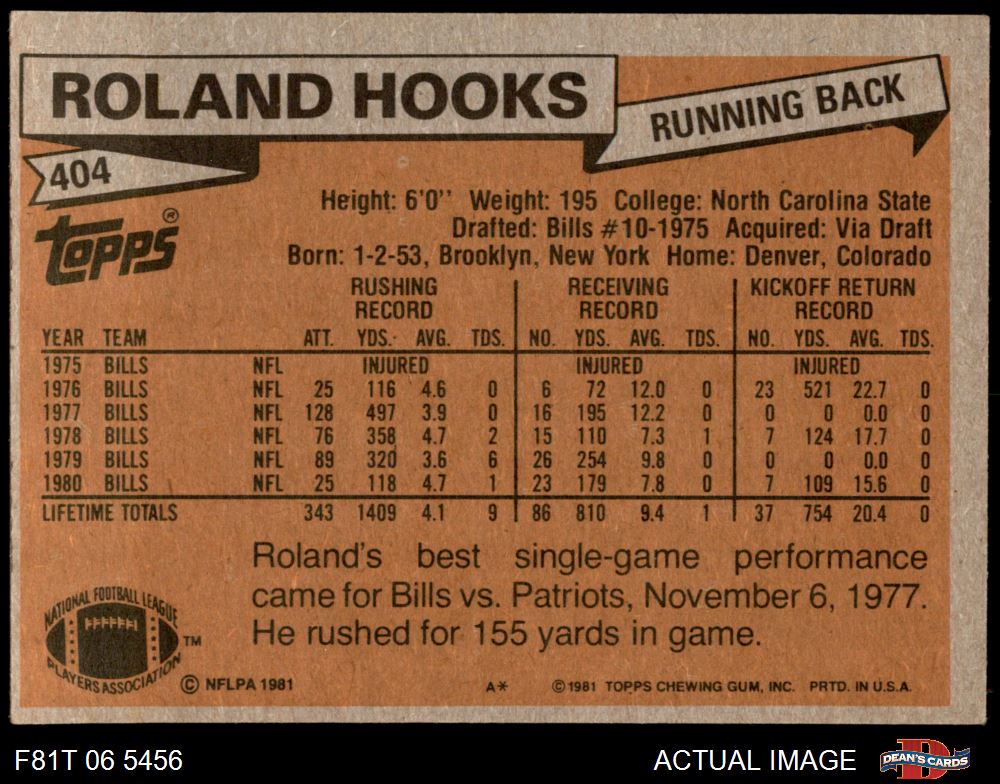 ROLAND HOOKS
RUNNING BACK
404
TOPPS®
Height: 6'0'' Weight: 195 College: North Carolina State
Drafted: Bills #10-1975 Acquired: Via Draft
Born: 1-2-53, Brooklyn, New York Home: Denver, Colorado
RUSHING RECORD RECEIVING RECORD KICKOFF RETURN RECORD
YEAR TEAM ATT. YDS. AVG. TDS. NO. YDS. AVG. TDS. NO. YDS. AVG. TDS.
1975 BILLS NFL INJURED INJURED INJURED
1976 BILLS NFL 25 116 4.6 0 6 72 12.0 0 23 521 22.7 0
1977 BILLS NFL 128 497 3.9 0 16 195 12.2 0 0 0 0.0 0
1978 BILLS NFL 76 358 4.7 2 15 110 7.3 1 7 124 17.7 0
1979 BILLS NFL 89 320 3.6 6 26 254 9.8 0 0 0 0.0 0
1980 BILLS NFL 25 118 4.7 1 23 179 7.8 0 7 109 15.6 0
LIFETIME TOTALS 343 1409 4.1 9 86 810 9.4 1 37 754 20.4 0
Roland's best single-game performance
came for Bills vs. Patriots, November 6, 1977.
He rushed for 155 yards in game.
NATIONAL FOOTBALL LEAGUE
PLAYERS ASSOCIATION
TM
© NFLPA 1981 A* ©1981 TOPPS CHEWING GUM, INC. PRTD. IN U.S.A.
F81T 06 5456 ACTUAL IMAGE D DEAN'S CARDS